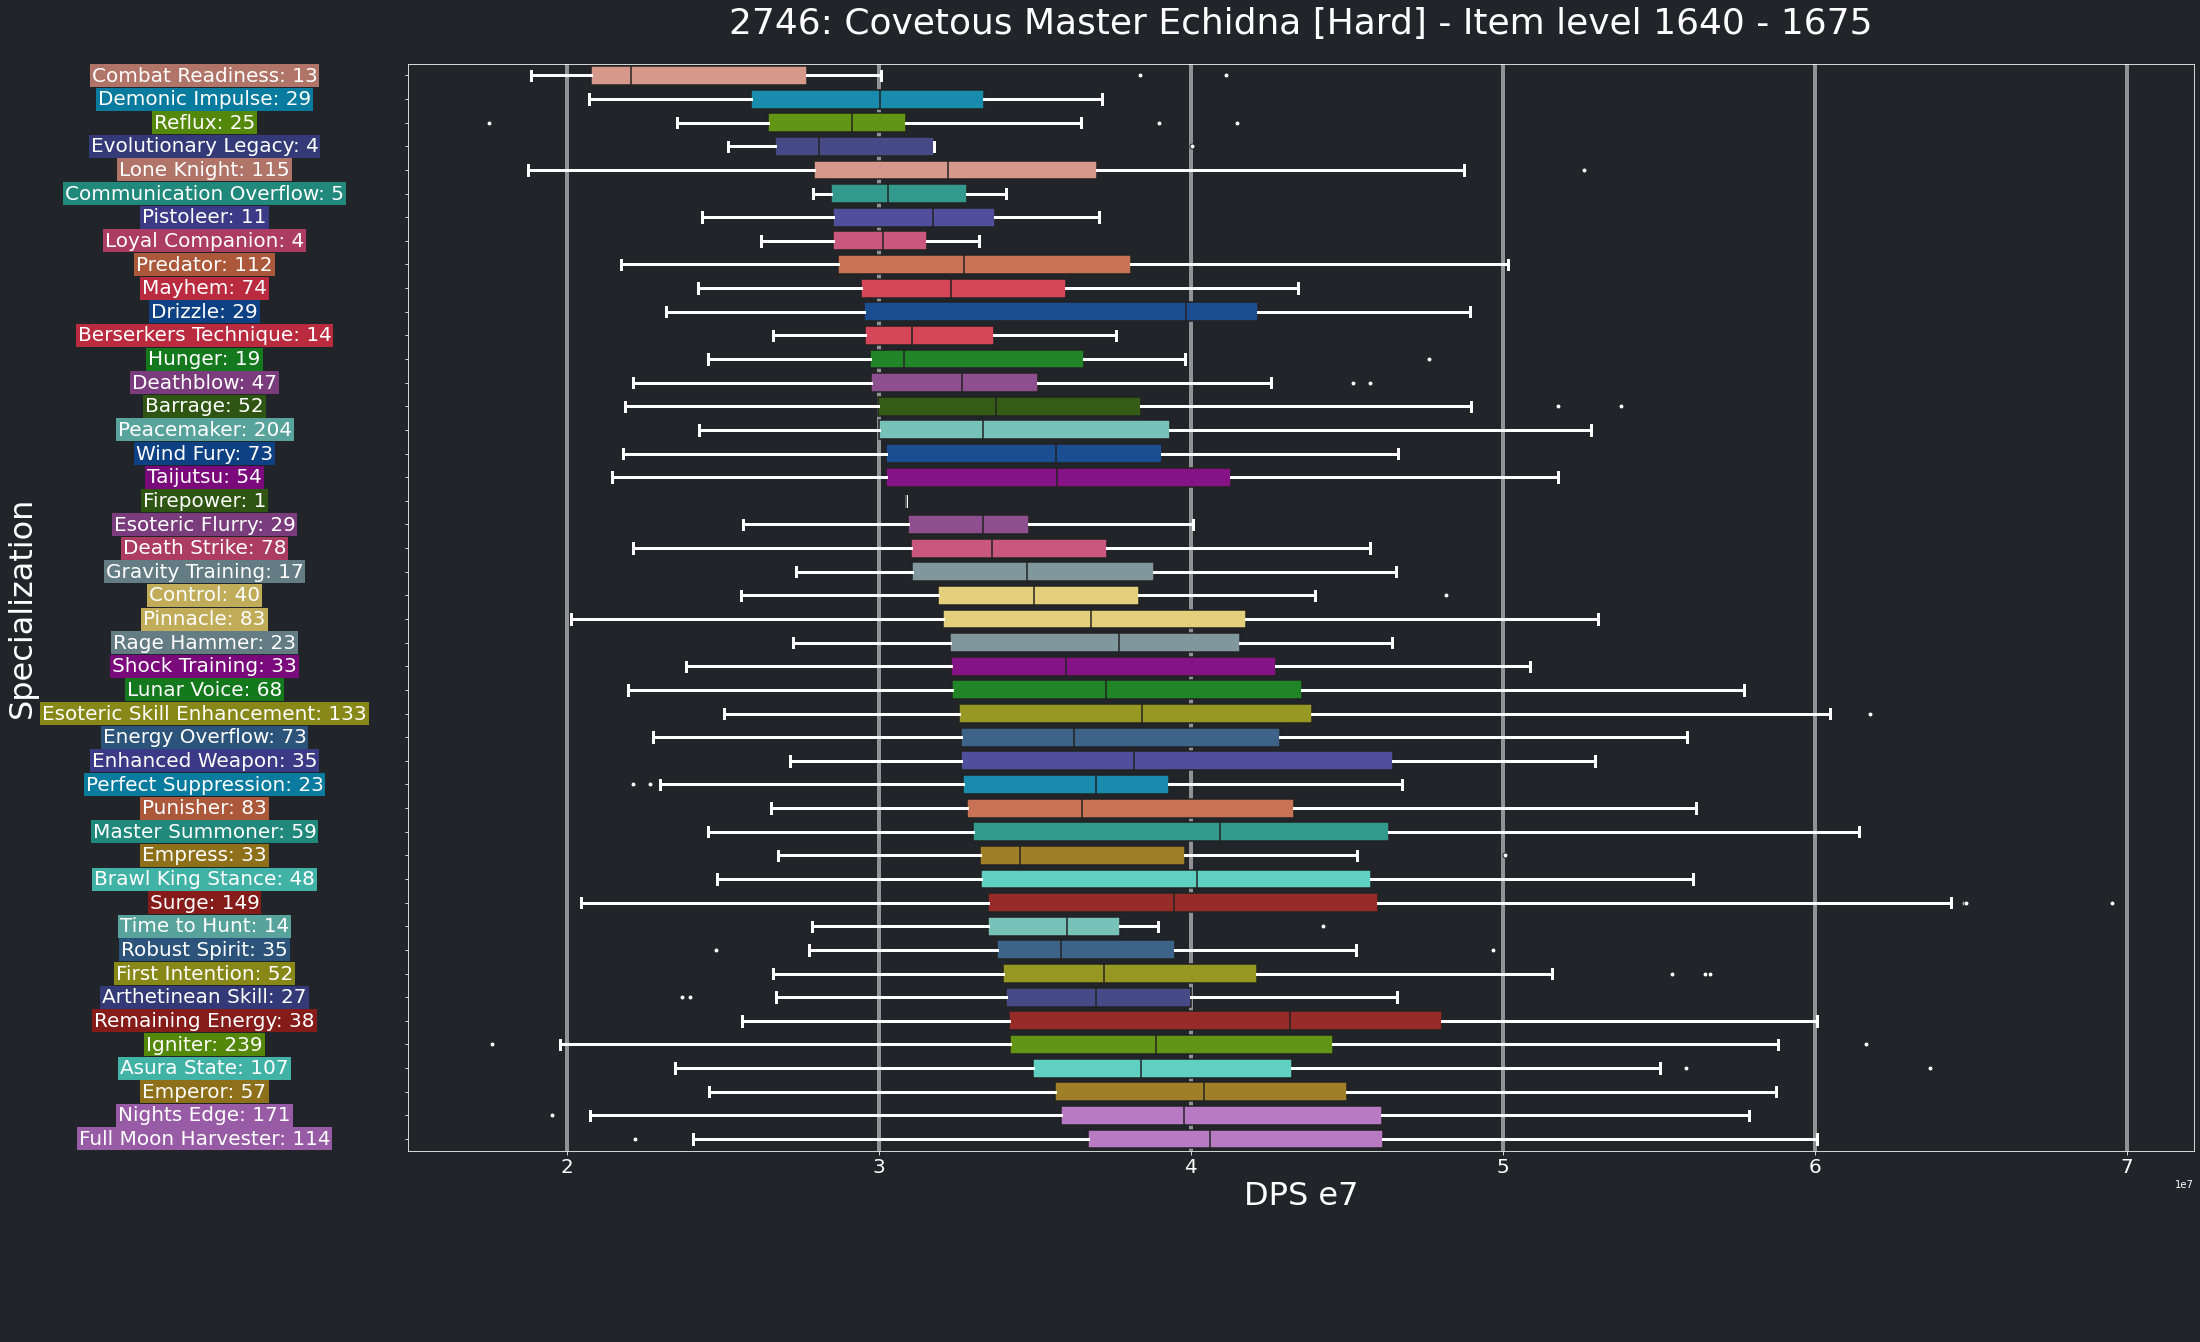 2746: Covetous Master Echidna [Hard] - Item level 1640 - 1675
Specialization
Combat Readiness: 13
Demonic Impulse: 29
Reflux: 25
Evolutionary Legacy: 4
Lone Knight: 115
Communication Overflow: 5
Pistoleer: 11
Loyal Companion: 4
Predator: 112
Mayhem: 74
Drizzle: 29
Berserkers Technique: 14
Hunger: 19
Deathblow: 47
Barrage: 52
Peacemaker: 204
Wind Fury: 73
Taijutsu: 54
Firepower: 1
Esoteric Flurry: 29
Death Strike: 78
Gravity Training: 17
Control: 40
Pinnacle: 83
Rage Hammer: 23
Shock Training: 33
Lunar Voice: 68
Esoteric Skill Enhancement: 133
Energy Overflow: 73
Enhanced Weapon: 35
Perfect Suppression: 23
Punisher: 83
Master Summoner: 59
Empress: 33
Brawl King Stance: 48
Surge: 149
Time to Hunt: 14
Robust Spirit: 35
First Intention: 52
Arthetinean Skill: 27
Remaining Energy: 38
Igniter: 239
Asura State: 107
Emperor: 57
Nights Edge: 171
Full Moon Harvester: 114
2 3 4 5 6 7
1e7
DPS e7